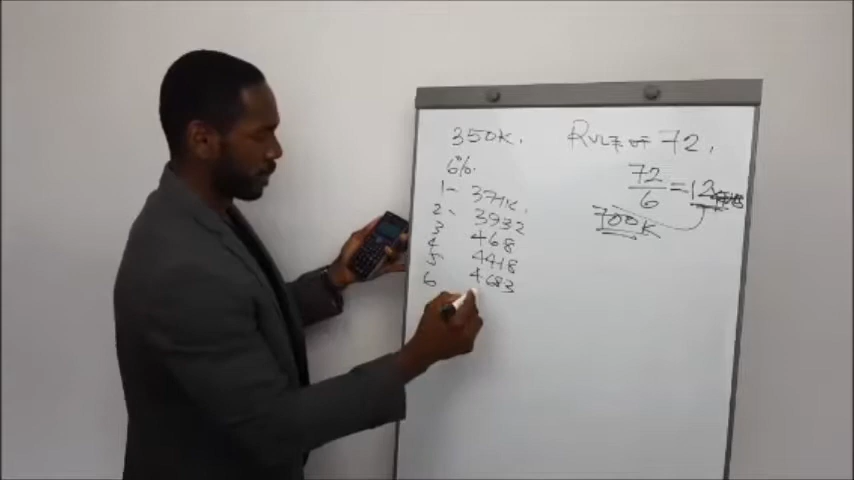 350K.
6%.
1- 371K.
2- 3932
3 468
4 4418
5 4683
6
Rule of 72.
72
6
=12
700K